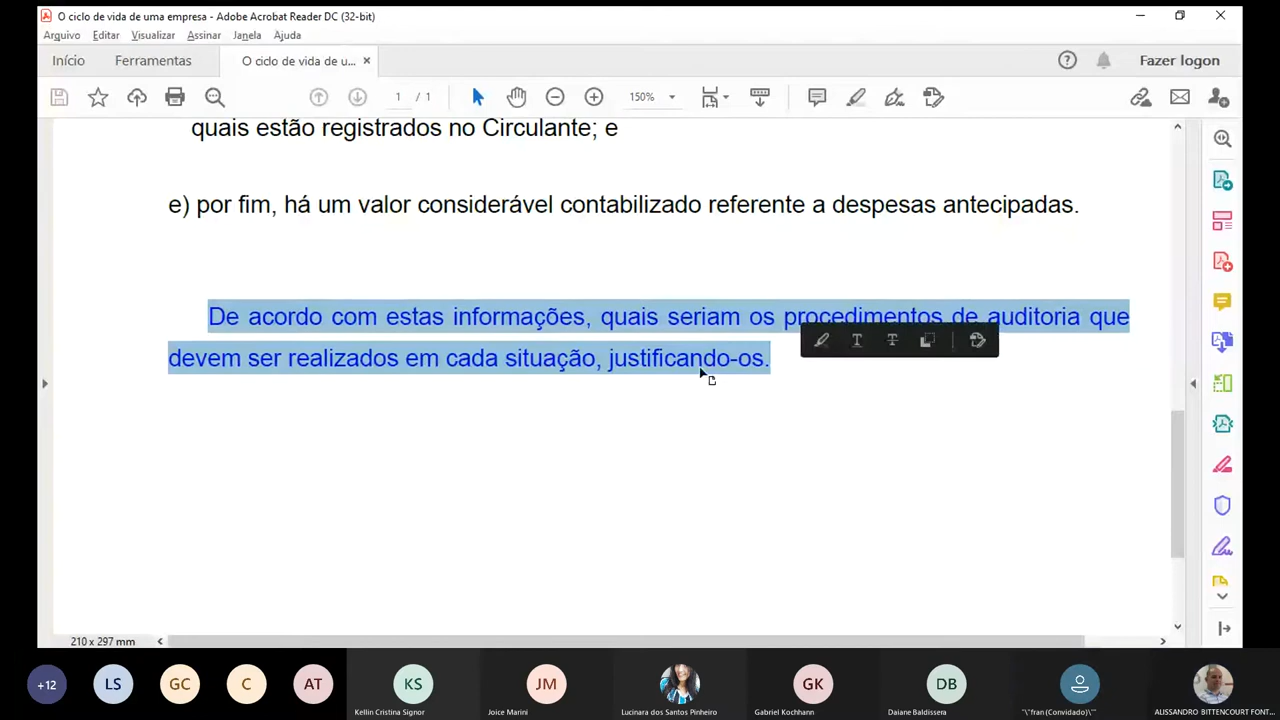 O ciclo de vida de uma empresa - Adobe Acrobat Reader DC (32-bit)
Arquivo Editar Visualizar Assinar Janela Ajuda
Início Ferramentas O ciclo de vida de u... × Fazer logon
1 / 1 150%
quais estão registrados no Circulante; e
e) por fim, há um valor considerável contabilizado referente a despesas antecipadas.
De acordo com estas informações, quais seriam os procedimentos de auditoria que
devem ser realizados em cada situação, justificando-os.
210 x 297 mm
+12 LS GC C AT KS JM GK DB
Kellin Cristina Signor Joice Marini Lucinara dos Santos Pinheiro Gabriel Kochhann Daiane Baldissera "\"fran (Convidado)\"" ALISSANDRO BITTENCOURT FONT...